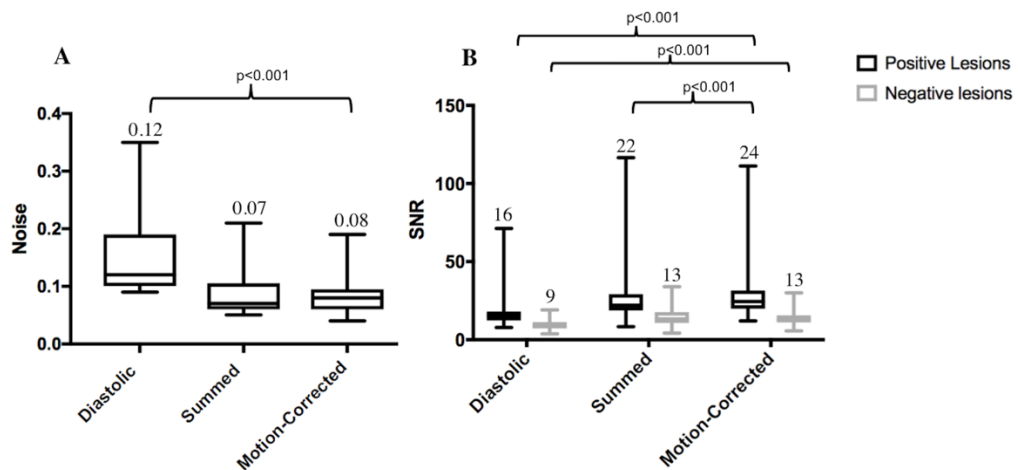 A
p<0.001
0.4
0.3
0.2
0.1
0.0
Noise
0.12
0.07
0.08
Diastolic
Summed
Motion-Corrected
B
p<0.001
p<0.001
p<0.001
150
100
50
0
SNR
16
9
22
13
24
13
Diastolic
Summed
Motion-Corrected
Positive Lesions
Negative lesions